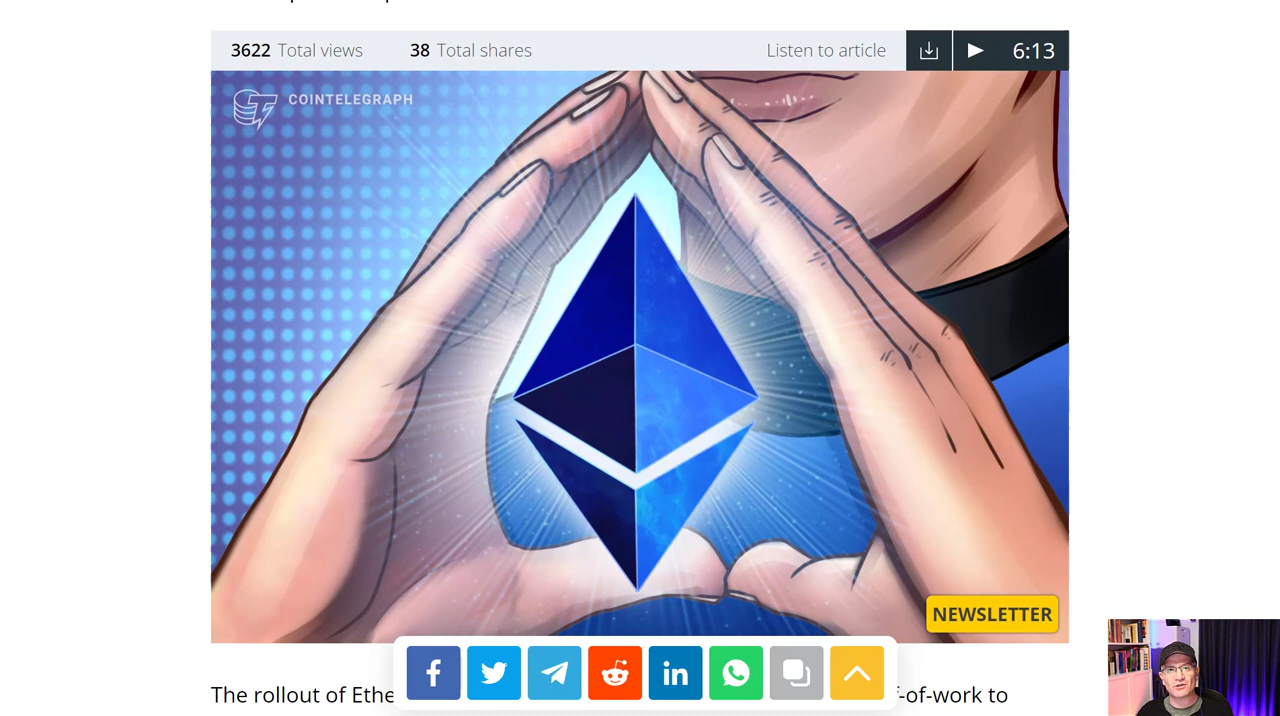 3622 Total views 38 Total shares Listen to article 6:13
COINTELEGRAPH
NEWSLETTER
The rollout of Ethe f-of-work to